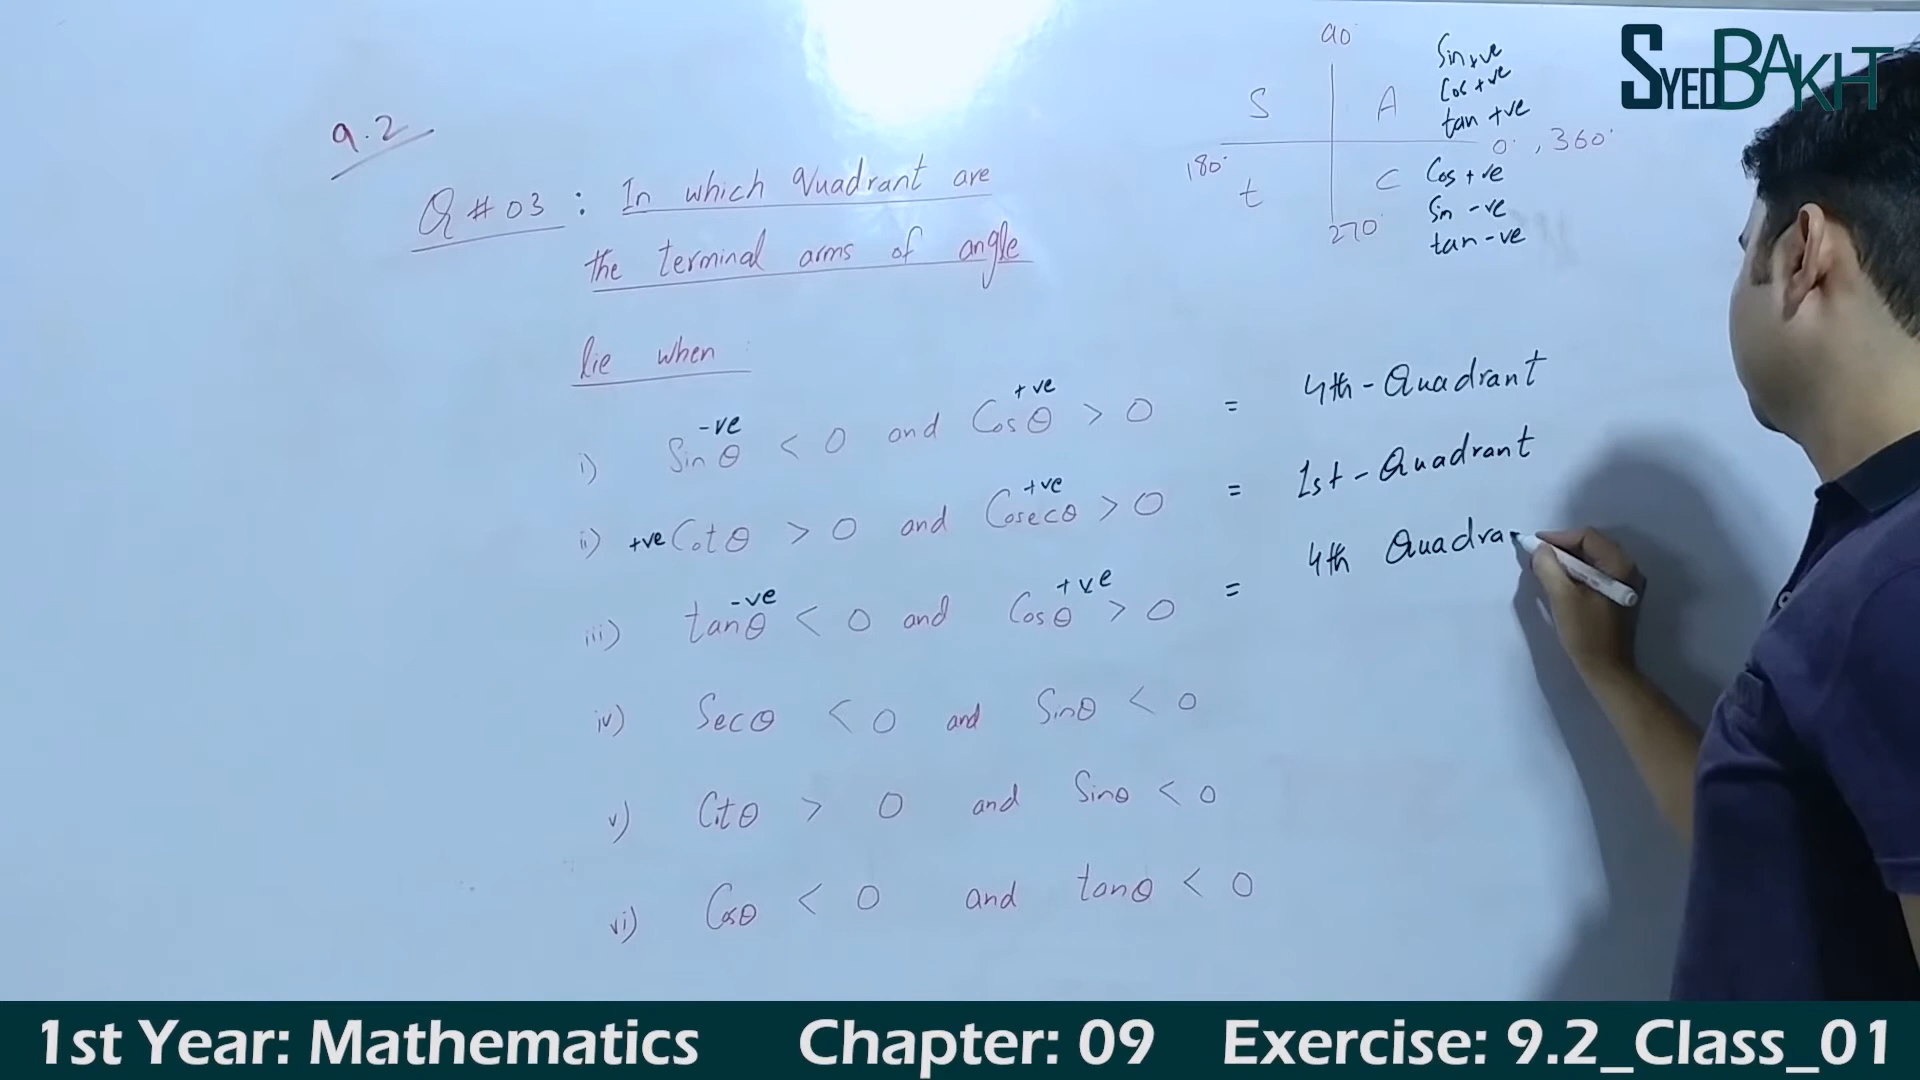 SYEDBAKHT
90°
S A
180° 0°, 360°
t C
270°
Sin +ve
Cos +ve
tan +ve
Cos +ve
Sin -ve
tan -ve
9.2
Q # 03 : In which Quadrant are
the terminal arms of angle
lie when :
-ve +ve
i) Sin θ < 0 and Cos θ > 0 = 4th - Quadrant
+ve
ii) +ve Cot θ > 0 and Cosec θ > 0 = 1st - Quadrant
-ve +ve
iii) tan θ < 0 and Cos θ > 0 = 4th Quadra
iv) Sec θ < 0 and Sin θ < 0
v) Cot θ > 0 and Sin θ < 0
vi) Cos θ < 0 and tan θ < 0
1st Year: Mathematics Chapter: 09 Exercise: 9.2_Class_01